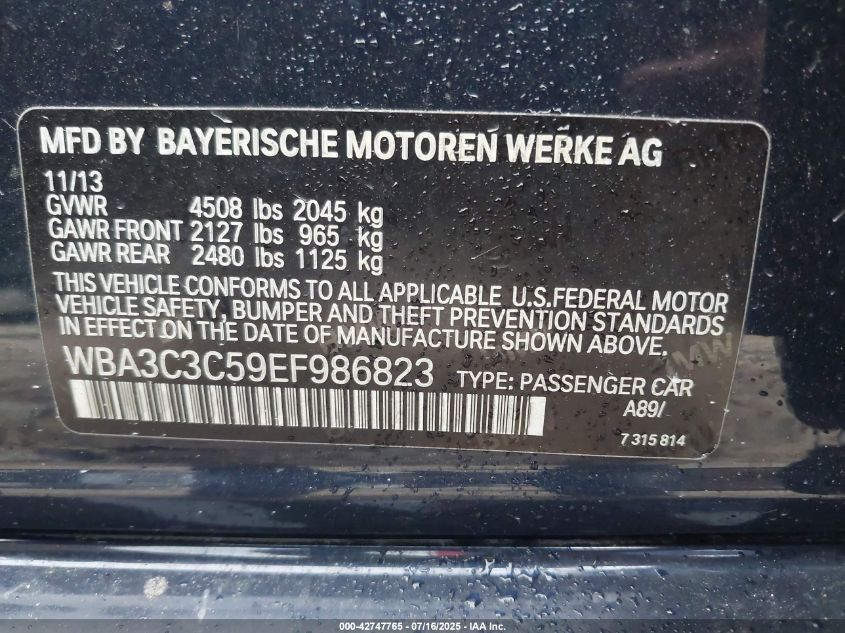 MFD BY BAYERISCHE MOTOREN WERKE AG
11/13
GVWR 4508 lbs 2045 kg
GAWR FRONT 2127 lbs 965 kg
GAWR REAR 2480 lbs 1125 kg
THIS VEHICLE CONFORMS TO ALL APPLICABLE U.S.FEDERAL MOTOR
VEHICLE SAFETY, BUMPER AND THEFT PREVENTION STANDARDS
IN EFFECT ON THE DATE OF MANUFACTURE SHOWN ABOVE.
WBA3C3C59EF986823 TYPE: PASSENGER CAR
A89/
7 315 814
000-42747765 - 07/16/2025 - IAA Inc.